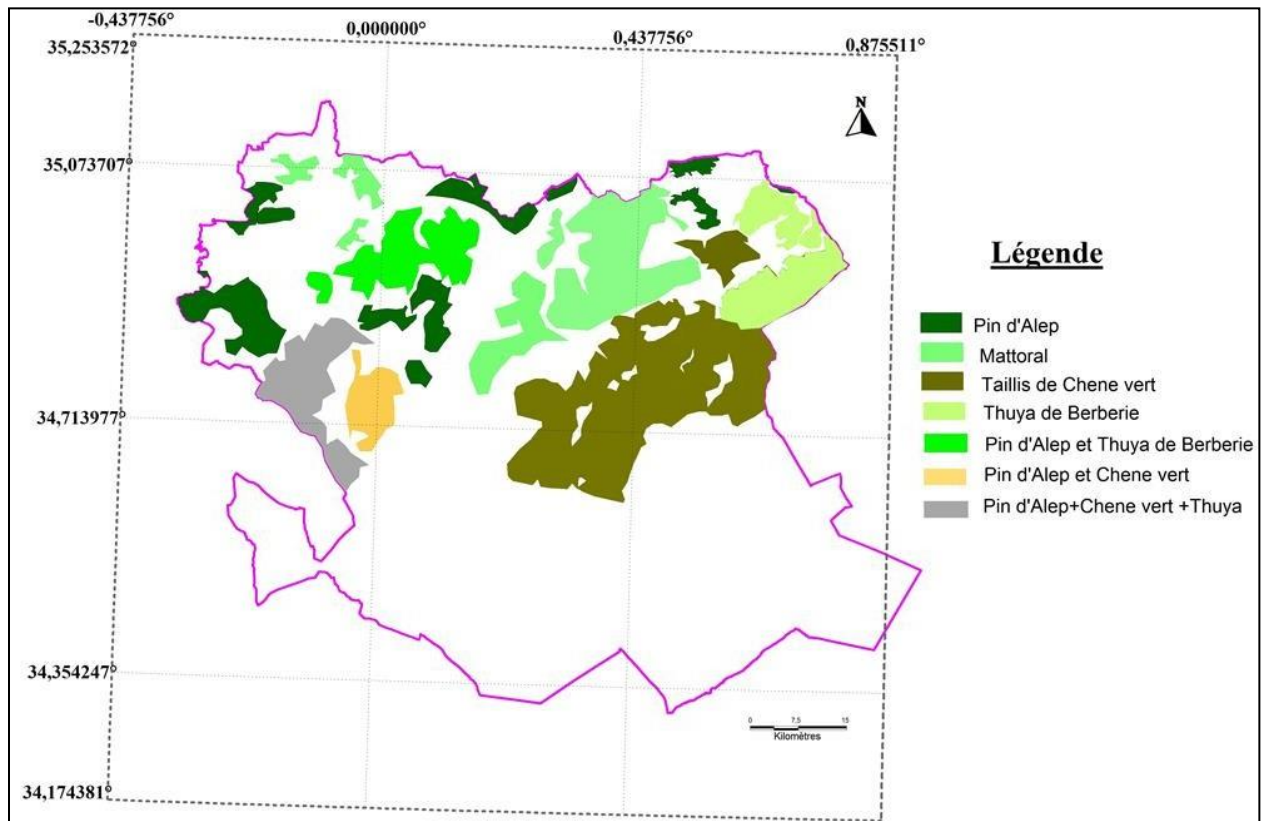 -0,437756°
0,000000°
0,437756°
0,875511°
35,253572°
N
35,073707°
34,713977°
34,354247°
34,174381°
Légende
Pin d'Alep
Mattoral
Taillis de Chene vert
Thuya de Berberie
Pin d'Alep et Thuya de Berberie
Pin d'Alep et Chene vert
Pin d'Alep+Chene vert +Thuya
0 7,5 15
Kilomètres